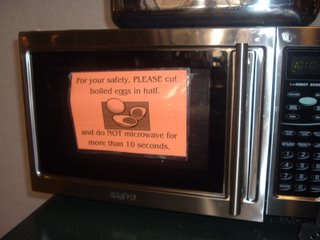 For your safety, PLEASE cut
boiled eggs in half.
and do NOT microwave for
more than 10 seconds.